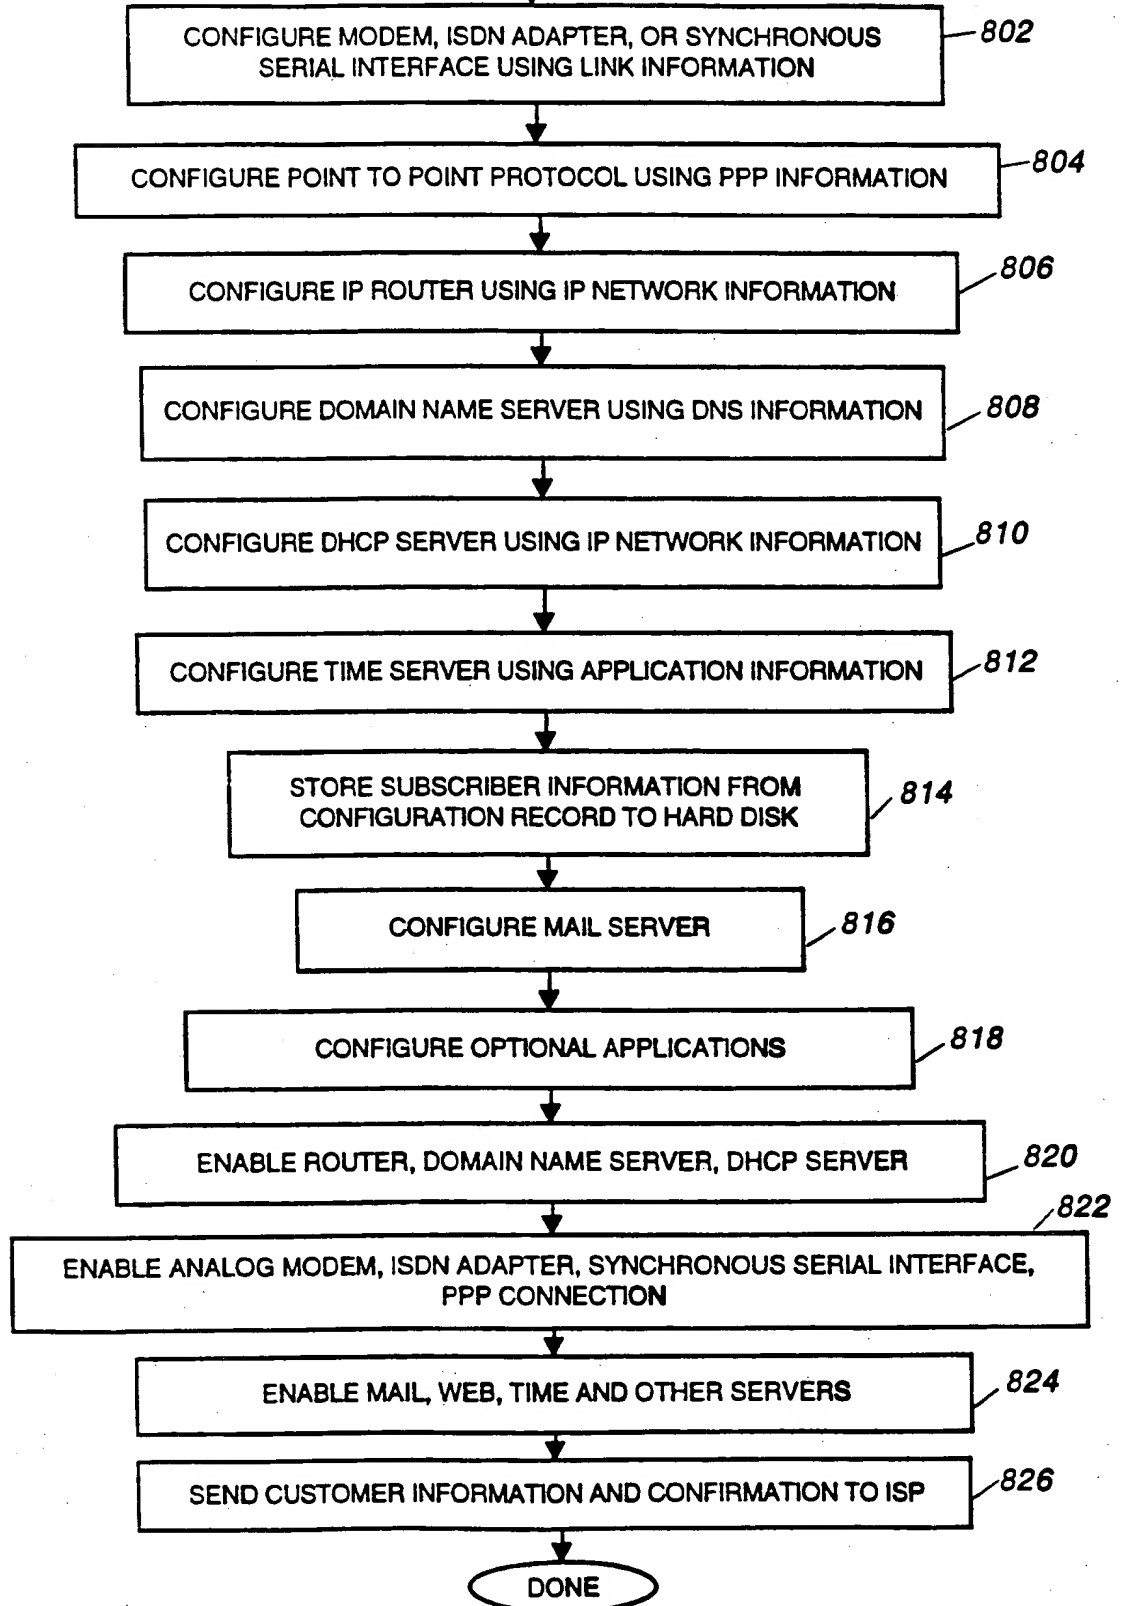 CONFIGURE MODEM, ISDN ADAPTER, OR SYNCHRONOUS
SERIAL INTERFACE USING LINK INFORMATION
802
CONFIGURE POINT TO POINT PROTOCOL USING PPP INFORMATION
804
CONFIGURE IP ROUTER USING IP NETWORK INFORMATION
806
CONFIGURE DOMAIN NAME SERVER USING DNS INFORMATION
808
CONFIGURE DHCP SERVER USING IP NETWORK INFORMATION
810
CONFIGURE TIME SERVER USING APPLICATION INFORMATION
812
STORE SUBSCRIBER INFORMATION FROM
CONFIGURATION RECORD TO HARD DISK
814
CONFIGURE MAIL SERVER
816
CONFIGURE OPTIONAL APPLICATIONS
818
ENABLE ROUTER, DOMAIN NAME SERVER, DHCP SERVER
820
822
ENABLE ANALOG MODEM, ISDN ADAPTER, SYNCHRONOUS SERIAL INTERFACE,
PPP CONNECTION
ENABLE MAIL, WEB, TIME AND OTHER SERVERS
824
SEND CUSTOMER INFORMATION AND CONFIRMATION TO ISP
826
DONE